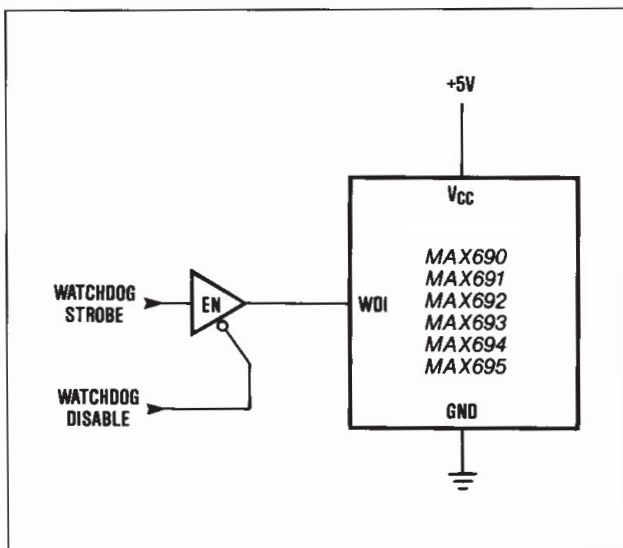 +5V
VCC
MAX690
MAX691
MAX692
MAX693
MAX694
MAX695
WATCHDOG
STROBE
EN
WDI
WATCHDOG
DISABLE
GND